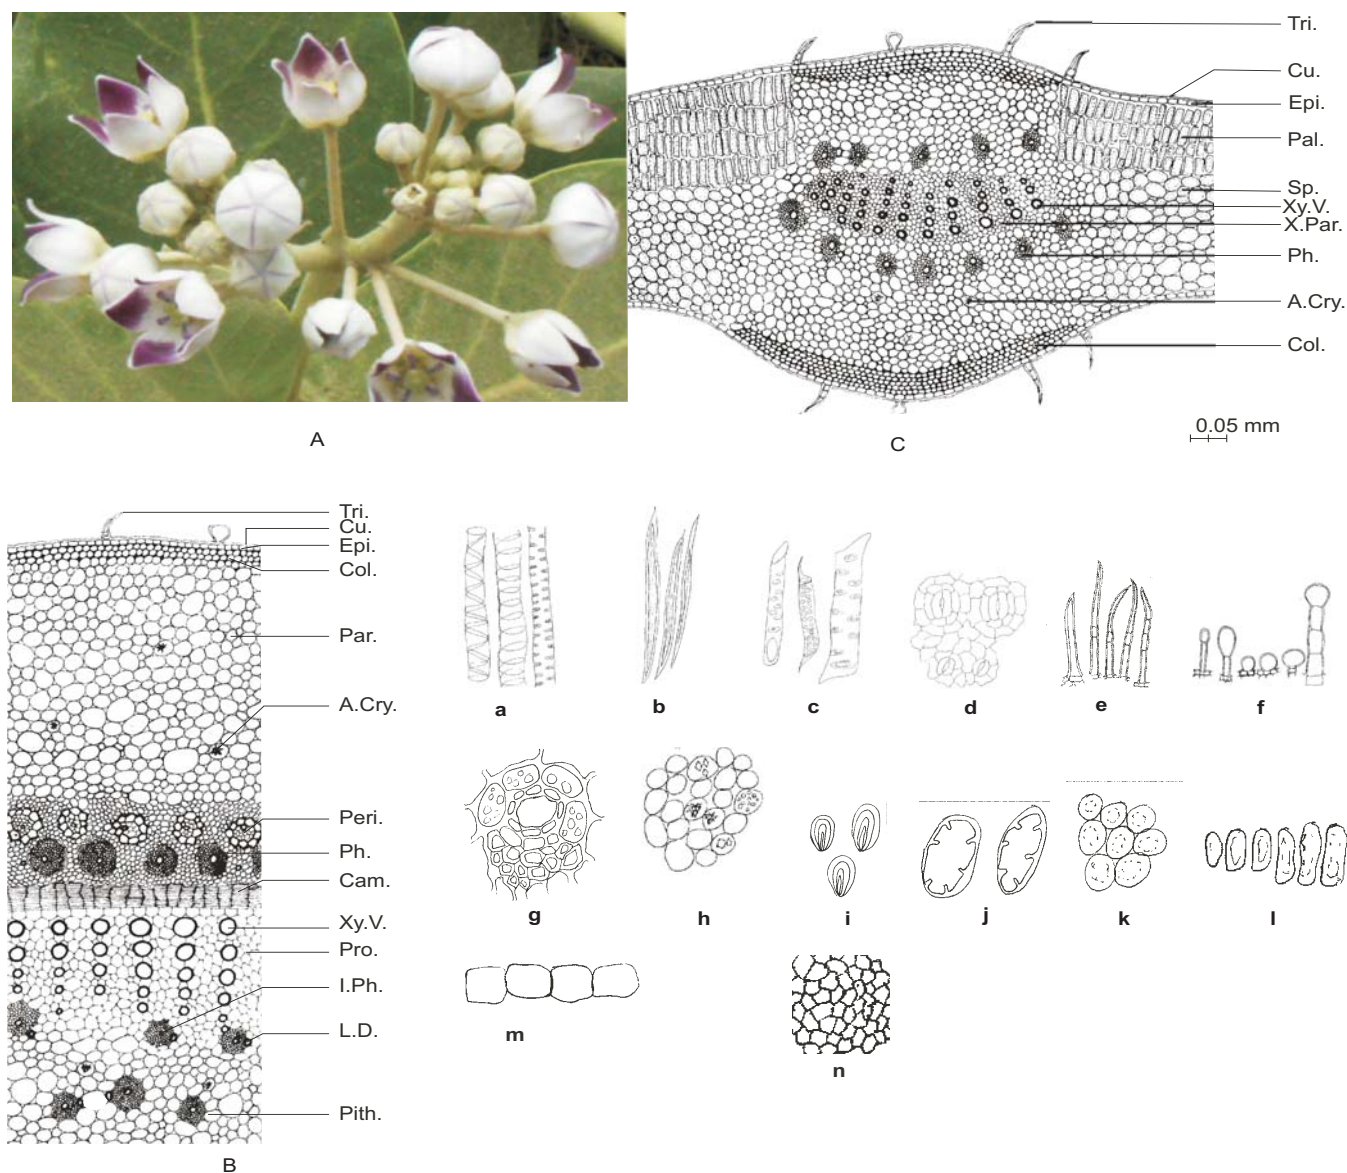 Tri.
Cu.
Epi.
Pal.
Sp.
Xy.V.
X.Par.
Ph.
A.Cry.
Col.
0.05 mm
A
C
Tri.
Cu.
Epi.
Col.
Par.
A.Cry.
Peri.
Ph.
Cam.
Xy.V.
Pro.
I.Ph.
L.D.
Pith.
B
a
b
c
d
e
f
g
h
i
j
k
l
m
n